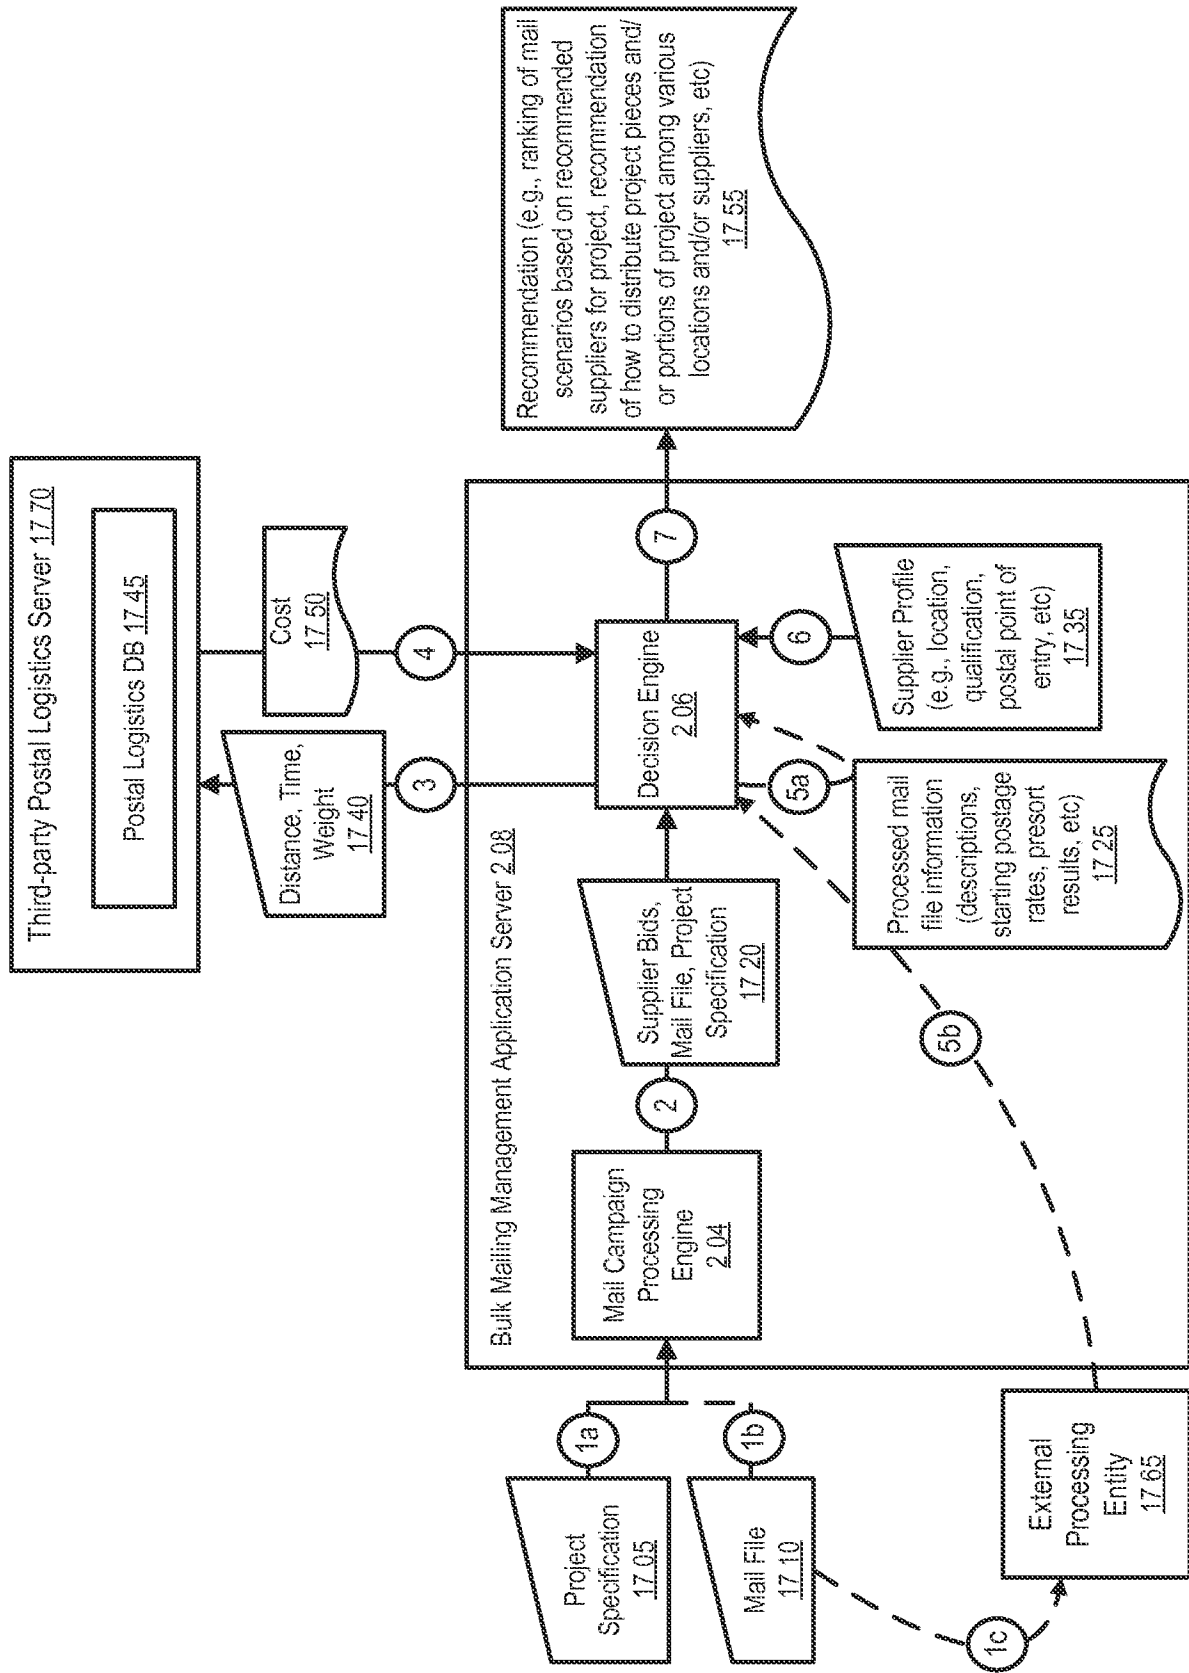 Third-party Postal Logistics Server 17.70
Postal Logistics DB 17.45
Distance, Time,
Weight
17.40
Cost
17.50
3
4
Bulk Mailing Management Application Server 2.08
Project
Specification
17.05
1a
Mail File
17.10
1b
1c
External
Processing
Entity
17.65
Mail Campaign
Processing
Engine
2.04
2
Supplier Bids,
Mail File, Project
Specification
17.20
Decision Engine
2.06
5a
5b
Processed mail
file information
(descriptions,
starting postage
rates, presort
results, etc)
17.25
6
Supplier Profile
(e.g., location,
qualification,
postal point of
entry, etc)
17.35
7
Recommendation (e.g., ranking of mail
scenarios based on recommended
suppliers for project, recommendation
of how to distribute project pieces and/
or portions of project among various
locations and/or suppliers, etc)
17.55